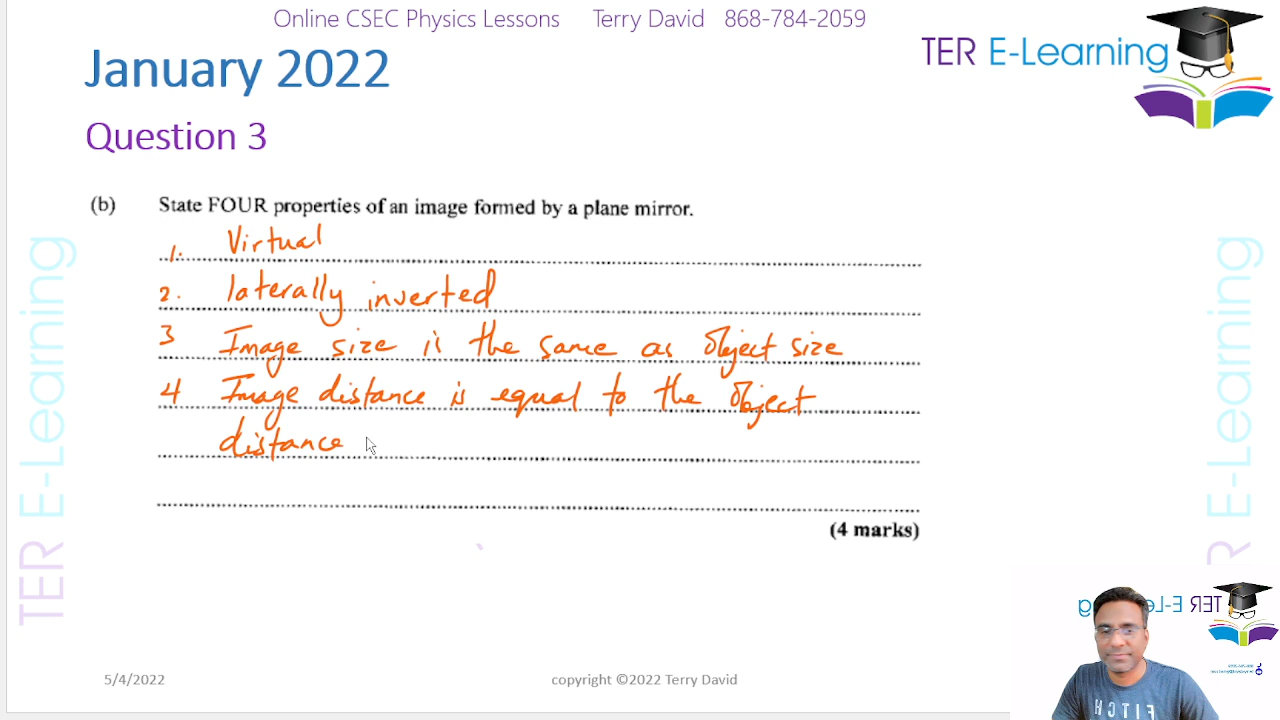 Online CSEC Physics Lessons Terry David 868-784-2059
TER E-Learning
January 2022
Question 3
(b) State FOUR properties of an image formed by a plane mirror.
1. Virtual
2. laterally inverted
3 Image size is the same as object size
4 Image distance is equal to the object
distance
(4 marks)
TER E-Learning
R E-Learning
TER E-Le g
FITCH
5/4/2022
copyright ©2022 Terry David